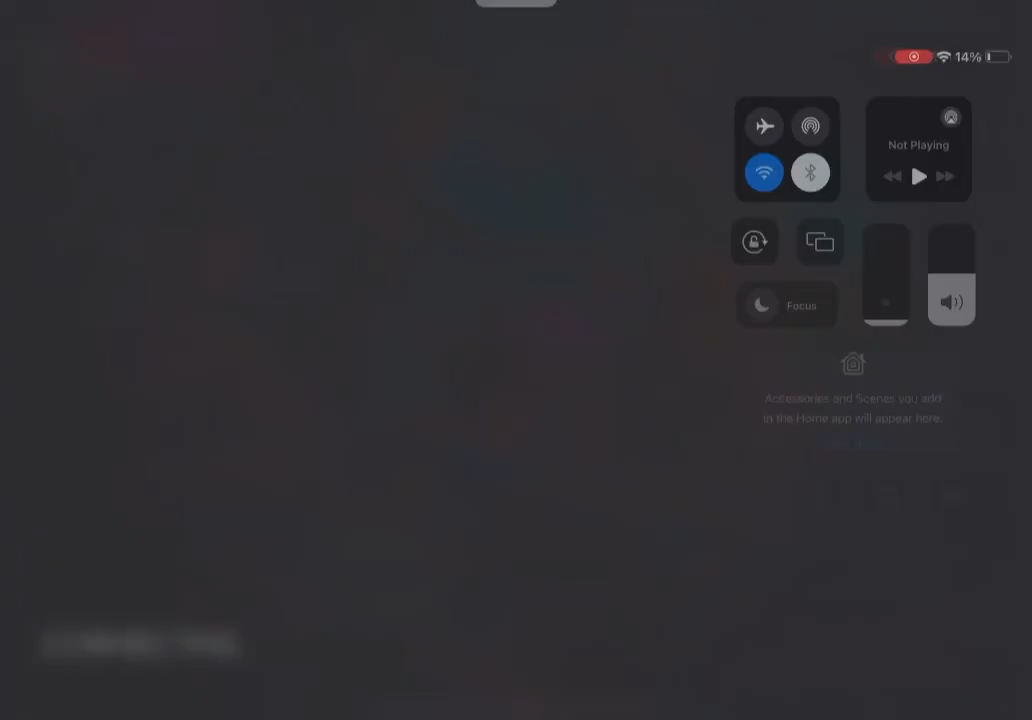 14%
Not Playing
Focus
Accessories and Scenes you add
in the Home app will appear here.